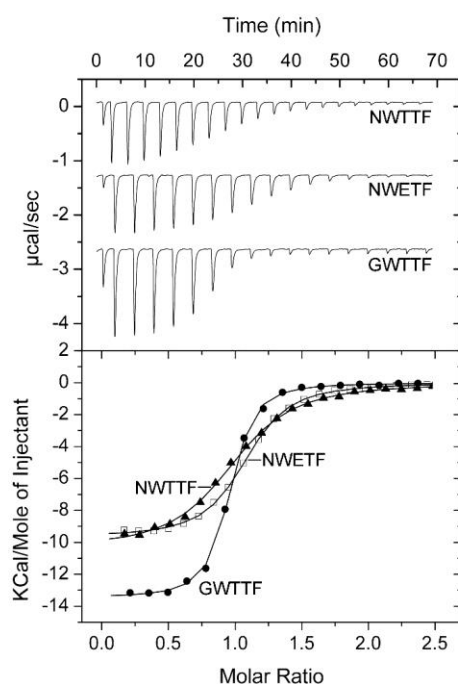 Time (min)
0 10 20 30 40 50 60 70
0
NWTTF
-1
NWETF
-2
µcal/sec
GWTTF
-3
-4
2
0
-2
-4
NWETF
-6
NWTTF
-8
KCal/Mole of Injectant
-10
-12
GWTTF
-14
0.0 0.5 1.0 1.5 2.0 2.5
Molar Ratio